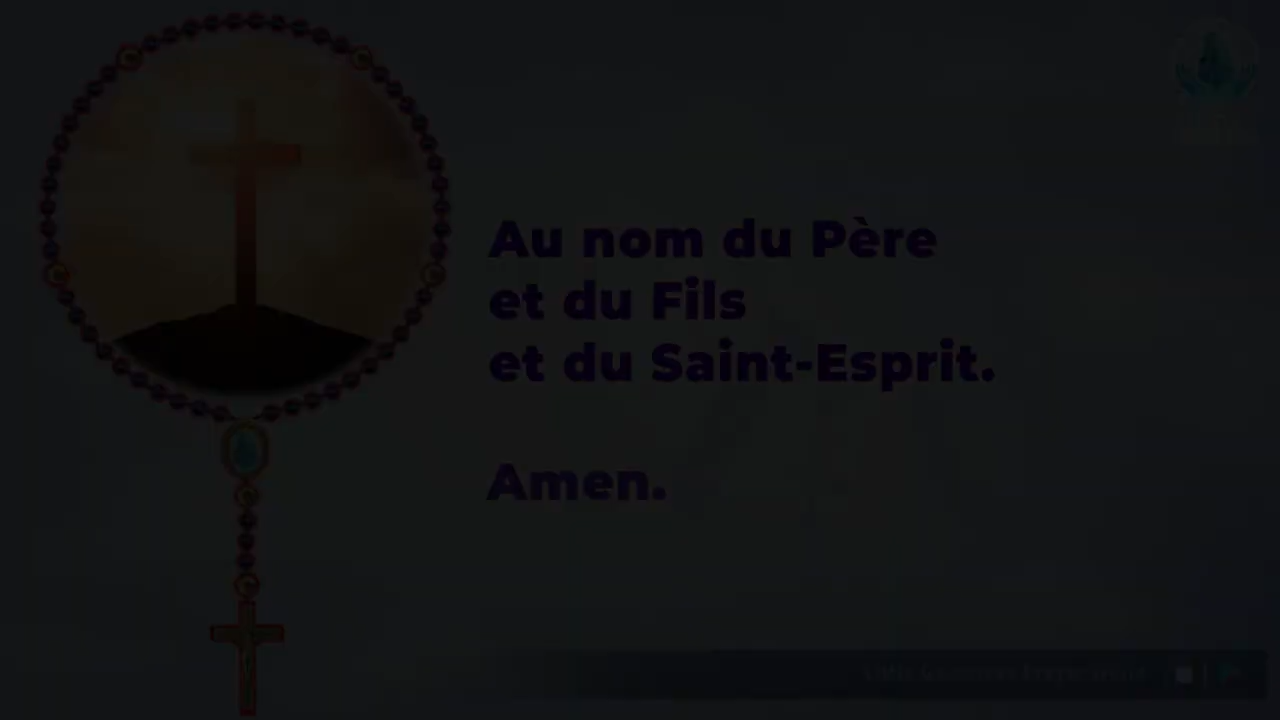 Au nom du Père
et du Fils
et du Saint-Esprit.
Amen.